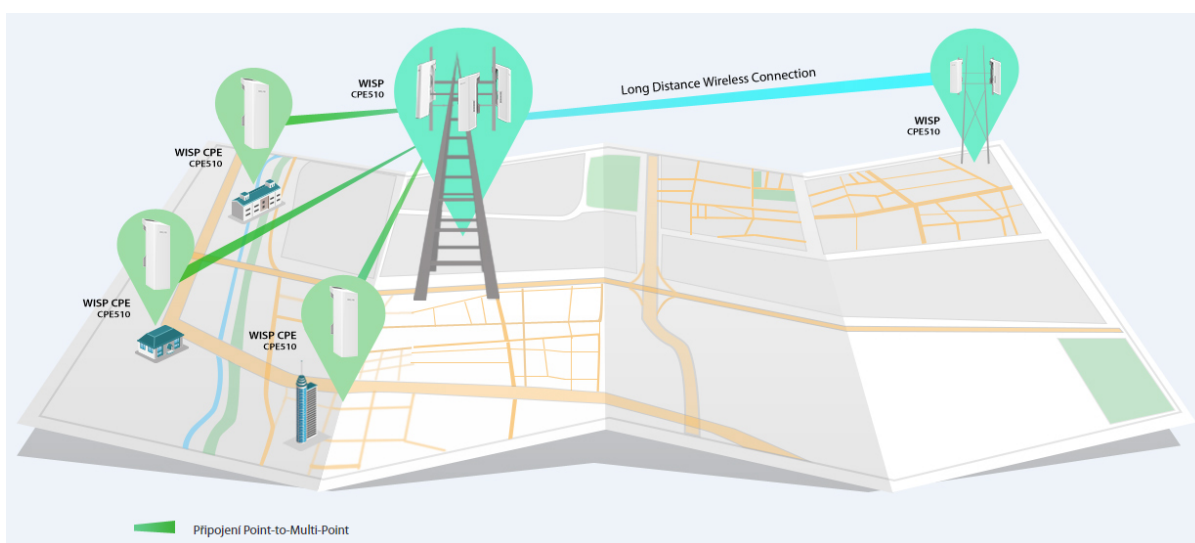 WISP
CPE510
Long Distance Wireless Connection
WISP
CPE510
WISP CPE
CPE510
WISP CPE
CPE510
WISP CPE
CPE510
Připojení Point-to-Multi-Point